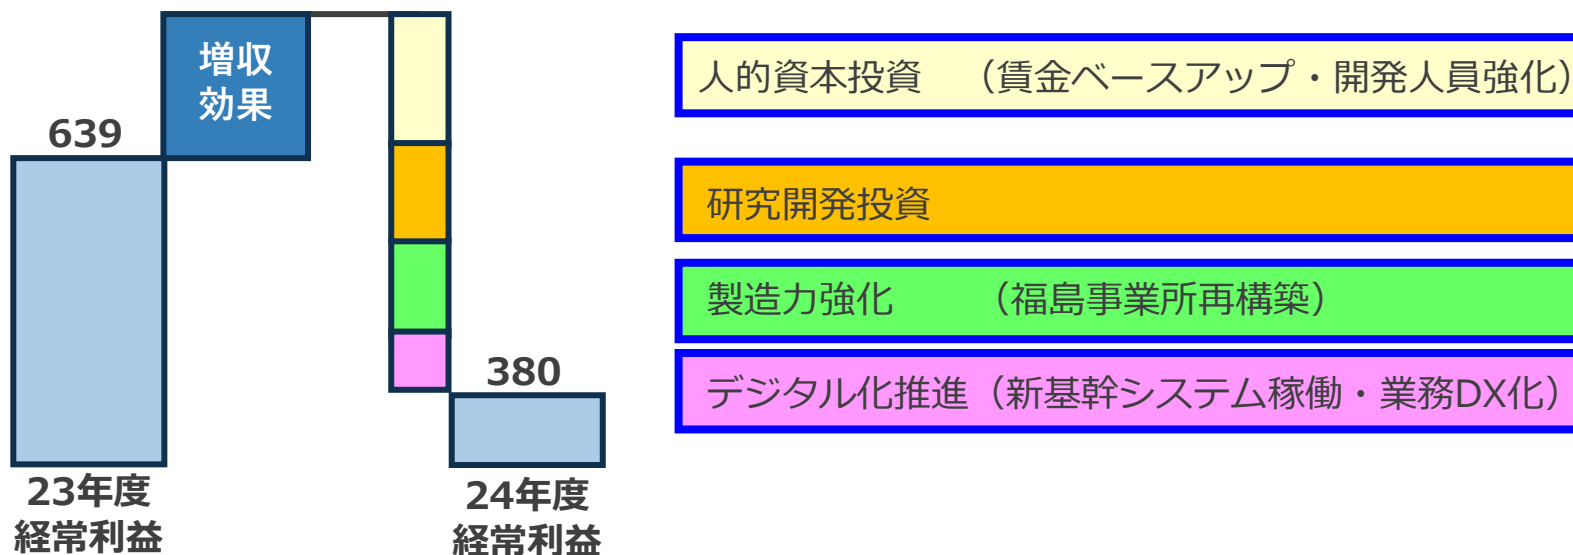 増収
効果
639
380
23年度
経常利益
24年度
経常利益
人的資本投資　（賃金ベースアップ・開発人員強化）
研究開発投資
製造力強化　　（福島事業所再構築）
デジタル化推進（新基幹システム稼働・業務DX化）